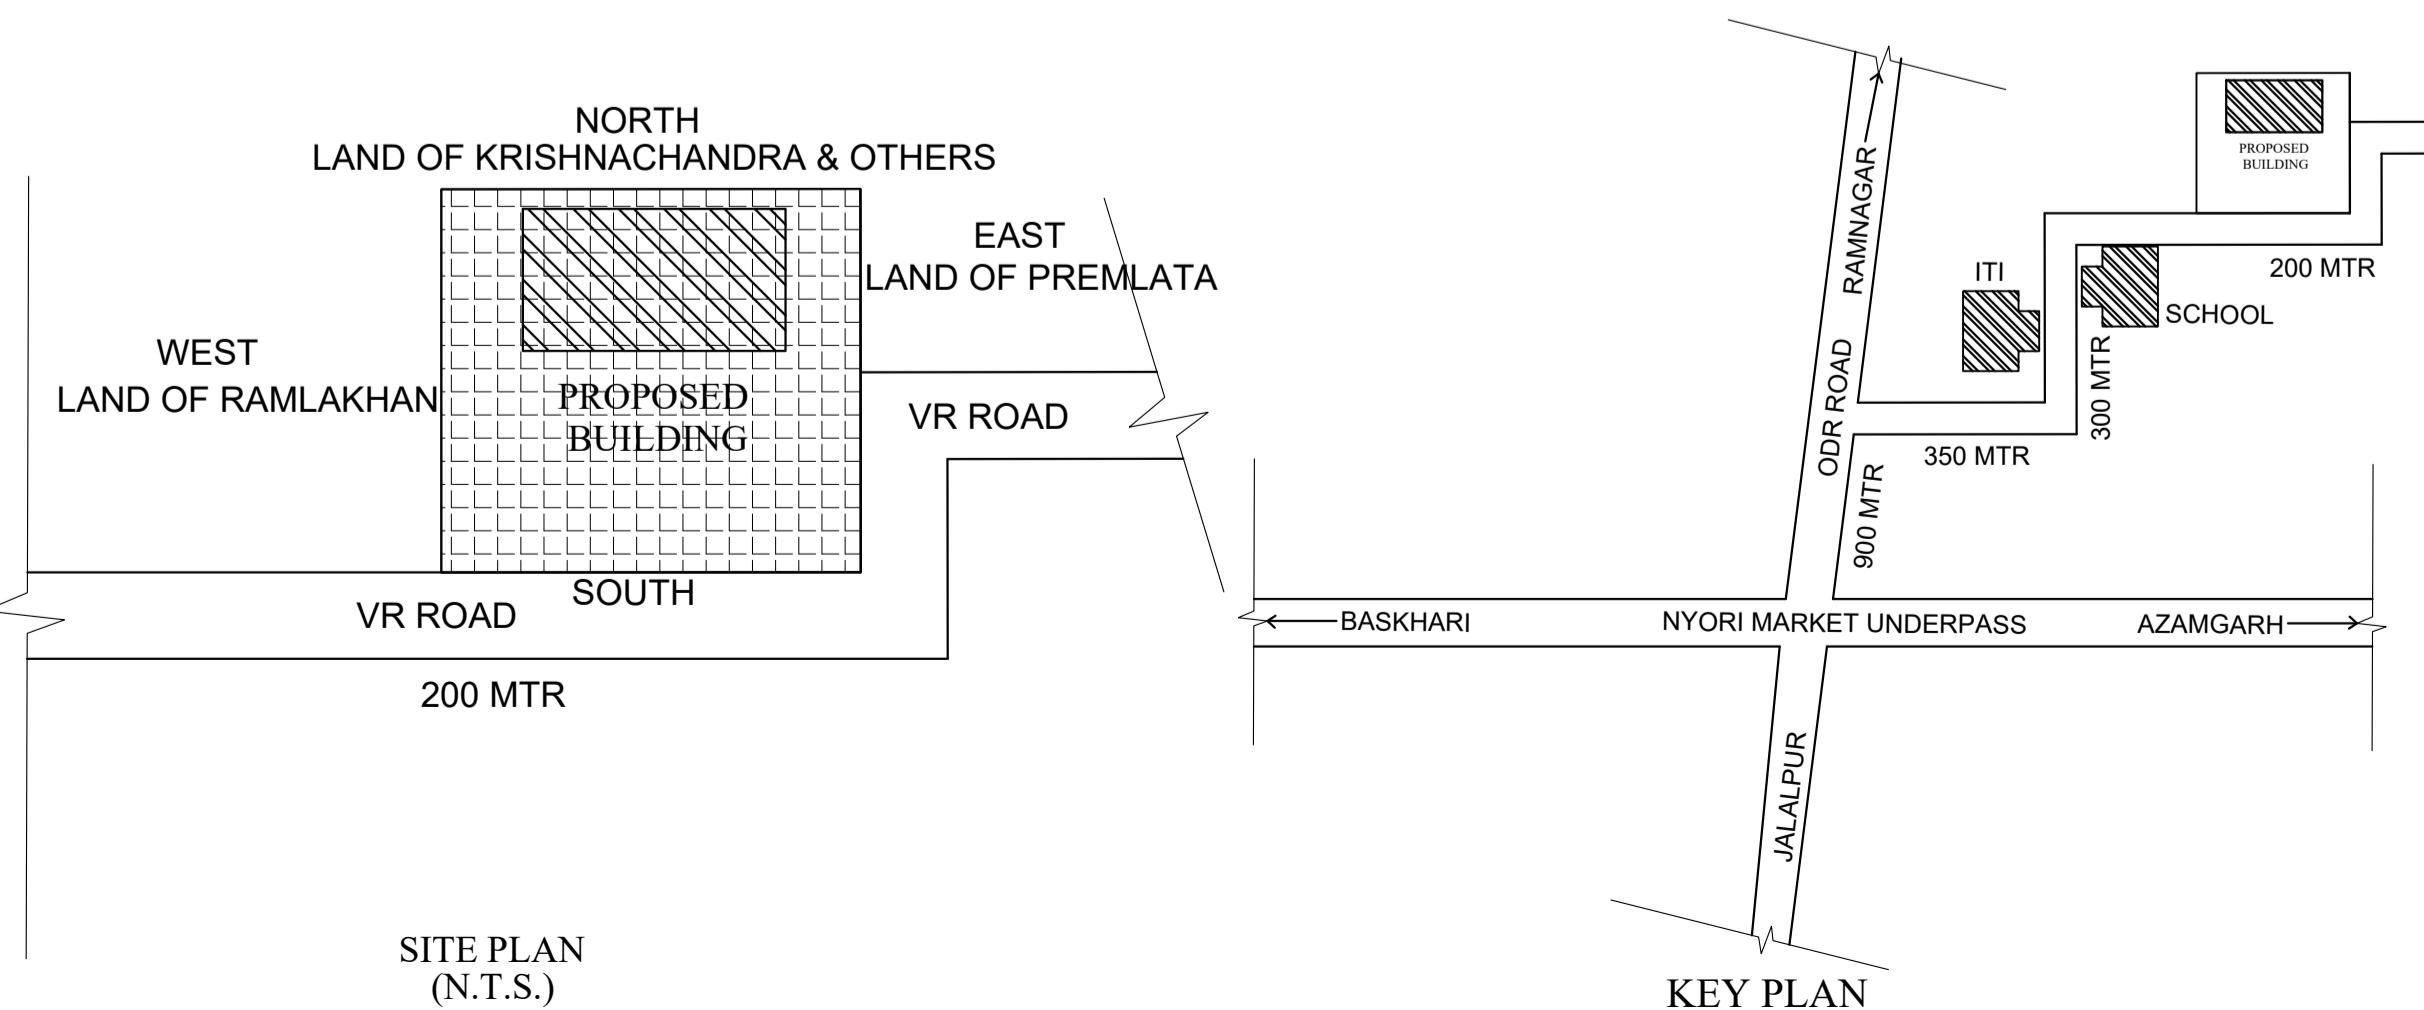 NORTH
LAND OF KRISHNACHANDRA & OTHERS
EAST
LAND OF PREMLATA
WEST
LAND OF RAMLAKHAN
PROPOSED
BUILDING
VR ROAD
SOUTH
VR ROAD
200 MTR
SITE PLAN
(N.T.S.)
PROPOSED
BUILDING
RAMNAGAR
ITI
200 MTR
SCHOOL
300 MTR
ODR ROAD
350 MTR
900 MTR
BASKHARI
NYORI MARKET UNDERPASS
AZAMGARH
JALALPUR
KEY PLAN